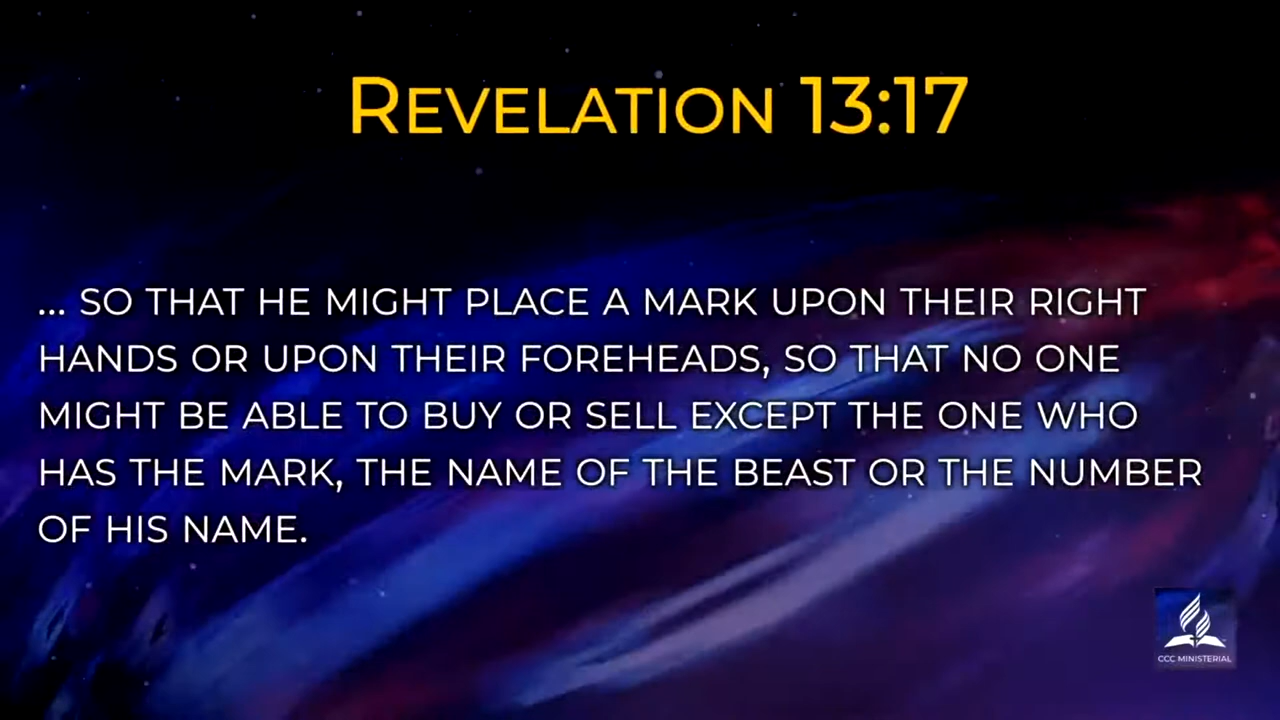 REVELATION 13:17
... SO THAT HE MIGHT PLACE A MARK UPON THEIR RIGHT
HANDS OR UPON THEIR FOREHEADS, SO THAT NO ONE
MIGHT BE ABLE TO BUY OR SELL EXCEPT THE ONE WHO
HAS THE MARK, THE NAME OF THE BEAST OR THE NUMBER
OF HIS NAME.
CCC MINISTERIAL